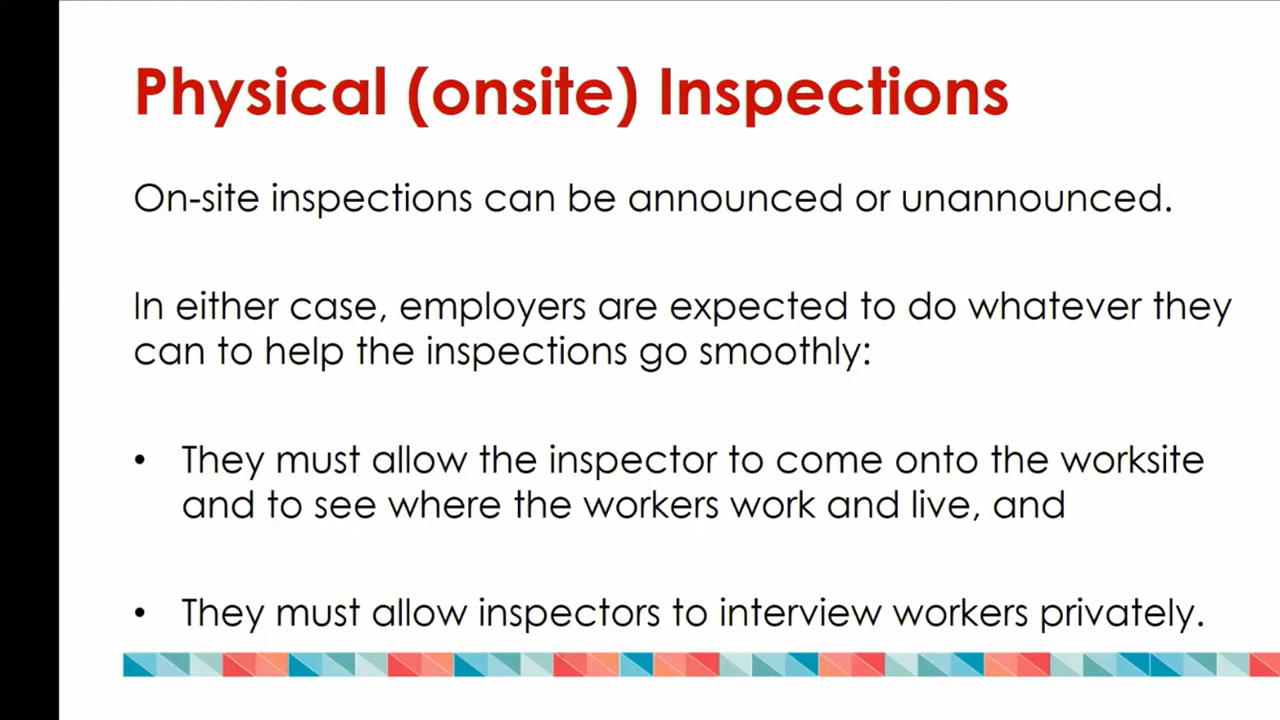 Physical (onsite) Inspections
On-site inspections can be announced or unannounced.
In either case, employers are expected to do whatever they
can to help the inspections go smoothly:
• They must allow the inspector to come onto the worksite
and to see where the workers work and live, and
• They must allow inspectors to interview workers privately.